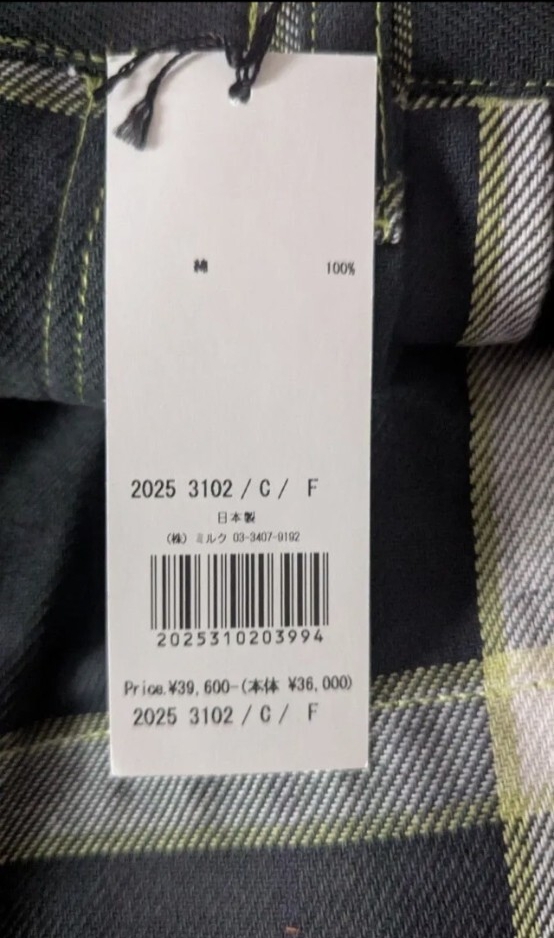 綿 100%
2025 3102 / C / F
日本製
(株) ミルク 03-3407-9192
2025310203994
Price.¥39,600-(本体 ¥36,000)
2025 3102 / C / F